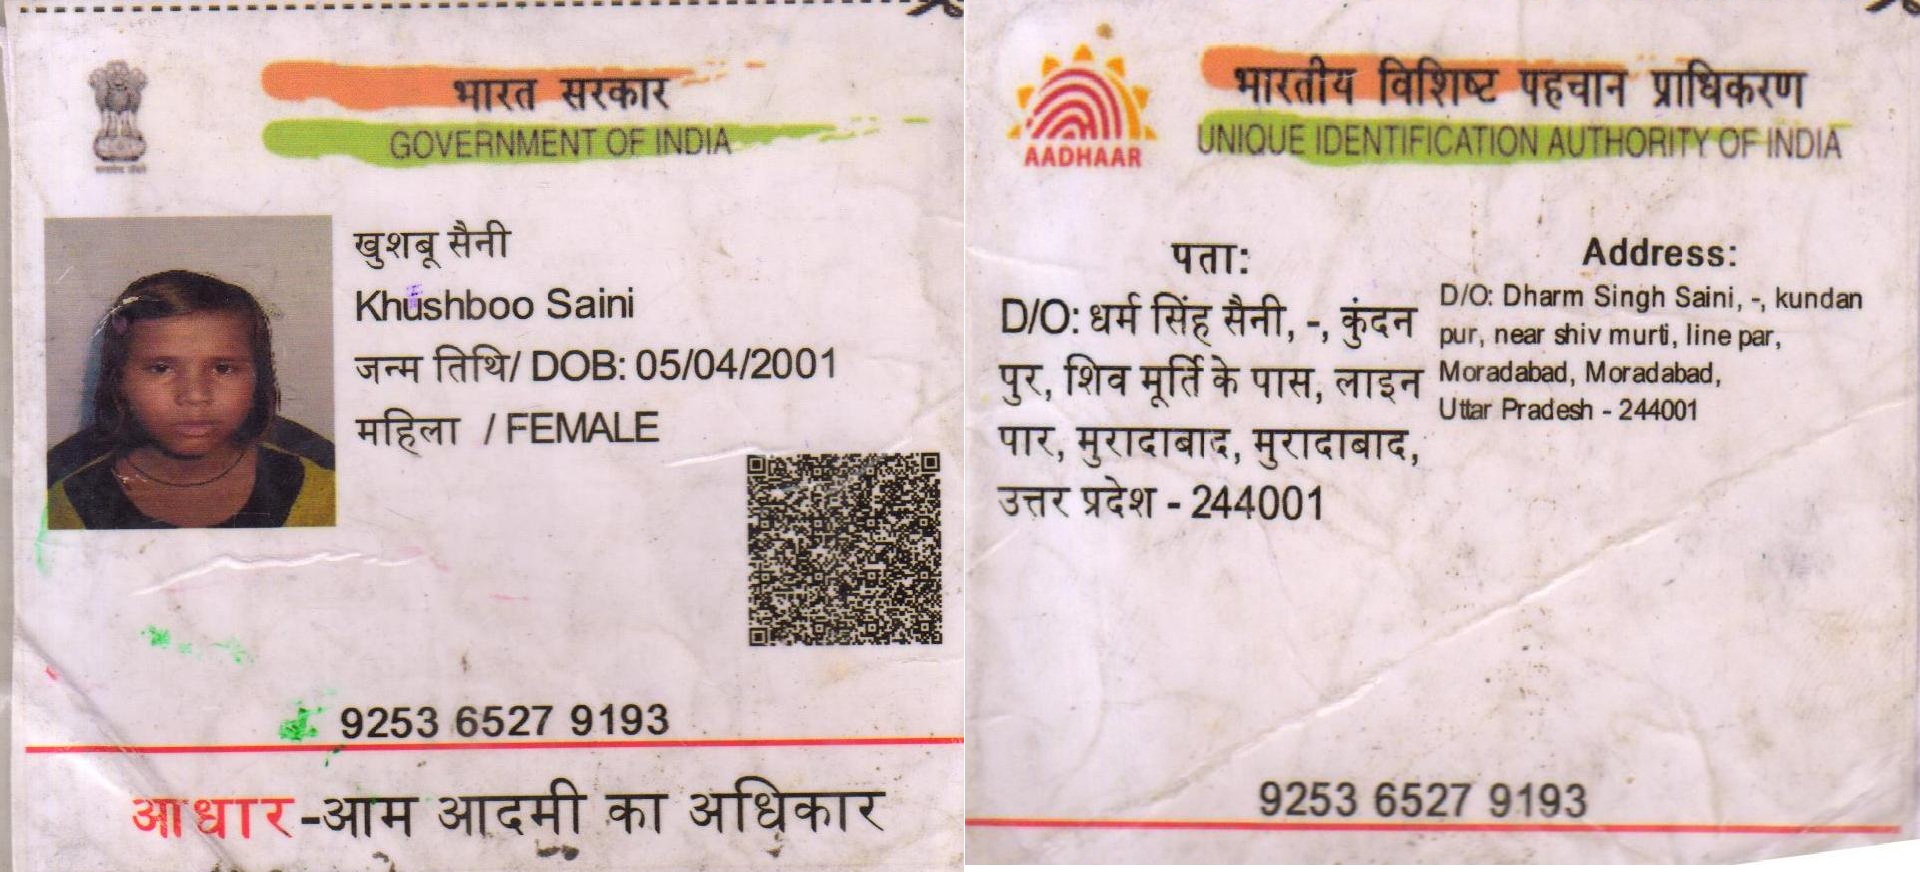 भारत सरकार
GOVERNMENT OF INDIA
खुशबू सैनी
Khushboo Saini
जन्म तिथि/ DOB: 05/04/2001
महिला / FEMALE
9253 6527 9193
आधार-आम आदमी का अधिकार
भारतीय विशिष्ट पहचान प्राधिकरण
UNIQUE IDENTIFICATION AUTHORITY OF INDIA
AADHAAR
पता:
D/O: धर्म सिंह सैनी, -, कुंदन
पुर, शिव मूर्ति के पास, लाइन
पार, मुरादाबाद, मुरादाबाद,
उत्तर प्रदेश - 244001
Address:
D/O: Dharm Singh Saini, -, kundan
pur, near shiv murti, line par,
Moradabad, Moradabad,
Uttar Pradesh - 244001
9253 6527 9193